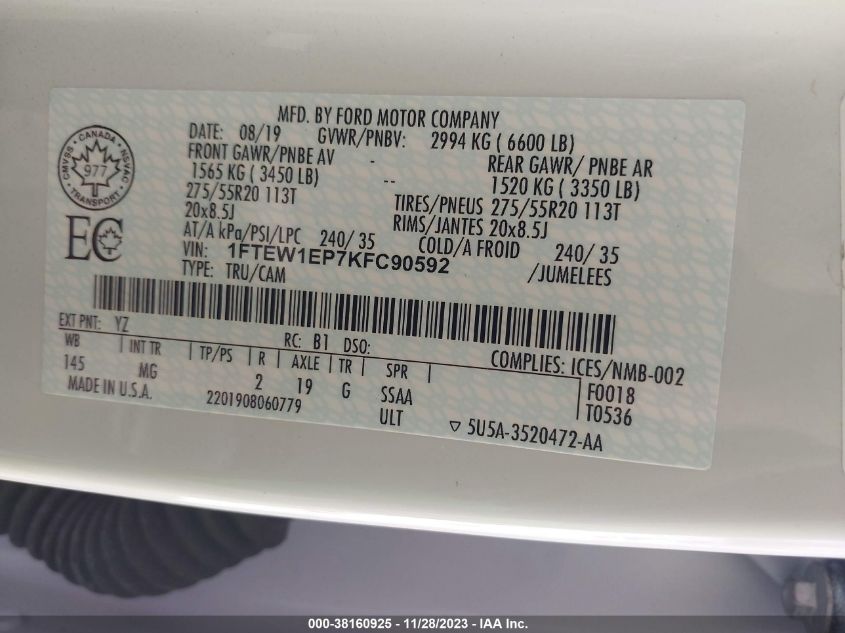 MFD. BY FORD MOTOR COMPANY
DATE: 08/19 GVWR/PNBV: 2994 KG ( 6600 LB)
FRONT GAWR/PNBE AV - REAR GAWR/ PNBE AR
1565 KG ( 3450 LB) -- 1520 KG ( 3350 LB)
275/55R20 113T TIRES/PNEUS 275/55R20 113T
20x8.5J RIMS/JANTES 20x8.5J
AT/A kPa/PSI/LPC 240/ 35 COLD/A FROID 240/ 35
VIN: 1FTEW1EP7KFC90592 /JUMELEES
TYPE: TRU/CAM
CANADA
CMVSS NSVAC
977
TRANSPORT
EC
EXT PNT: YZ RC: B1 DSO: COMPLIES: ICES/NMB-002
WB INT TR TP/PS R AXLE TR SPR F0018
145 MG 2 19 G SSAA T0536
MADE IN U.S.A. 2201908060779 ULT ▽ 5U5A-3520472-AA
000-38160925 - 11/28/2023 - IAA Inc.